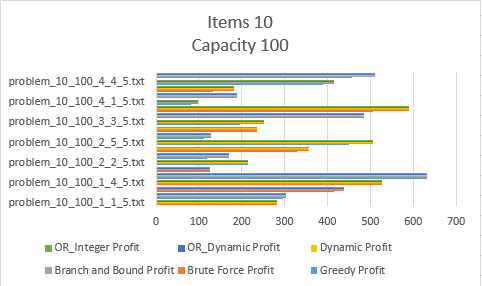 Items 10
Capacity 100
problem_10_100_4_4_5.txt
problem_10_100_4_1_5.txt
problem_10_100_3_3_5.txt
problem_10_100_2_5_5.txt
problem_10_100_2_2_5.txt
problem_10_100_1_4_5.txt
problem_10_100_1_1_5.txt
0 100 200 300 400 500 600 700
OR_Integer Profit OR_Dynamic Profit Dynamic Profit
Branch and Bound Profit Brute Force Profit Greedy Profit